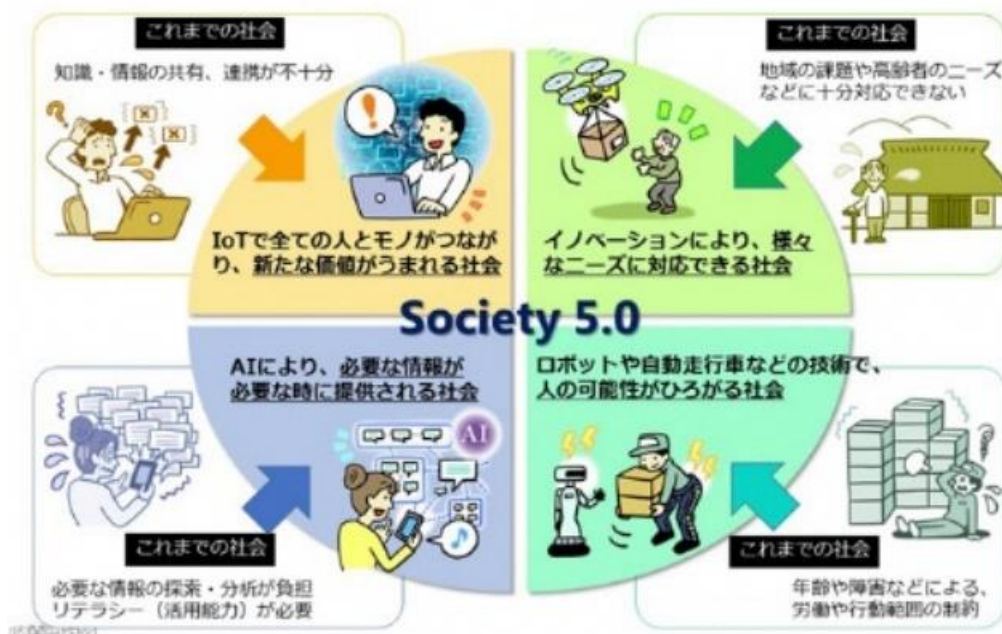 これまでの社会
知識・情報の共有、連携が不十分
IoTで全ての人とモノがつなが
り、新たな価値がうまれる社会
これまでの社会
地域の課題や高齢者のニーズ
などに十分対応できない
イノベーションにより、様々
なニーズに対応できる社会
Society 5.0
AIにより、必要な情報が
必要な時に提供される社会
AI
これまでの社会
必要な情報の探索・分析が負担
リテラシー（活用能力）が必要
ロボットや自動走行車などの技術で、
人の可能性がひろがる社会
これまでの社会
年齢や障害などによる、
労働や行動範囲の制約